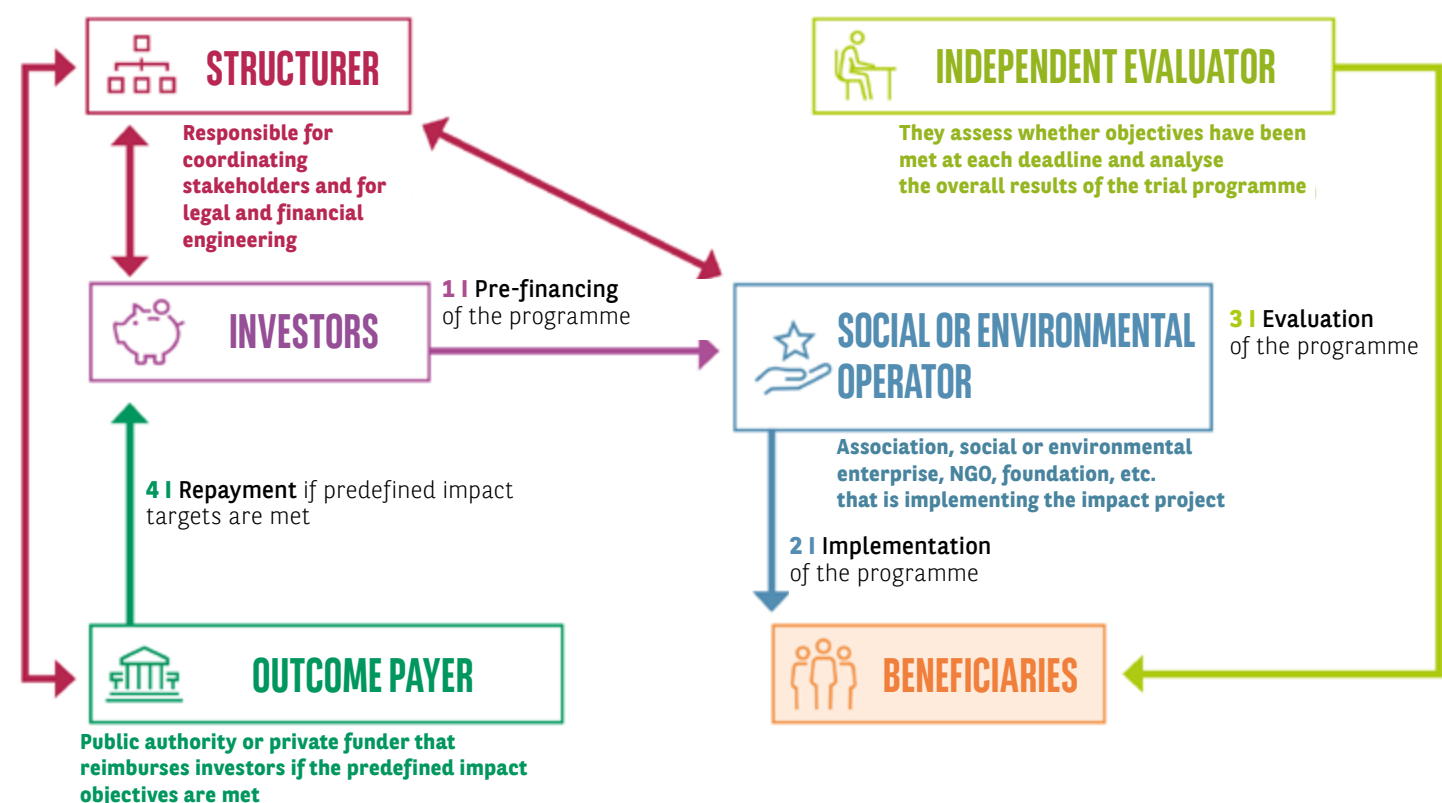 STRUCTURER
Responsible for
coordinating
stakeholders and for
legal and financial
engineering
INDEPENDENT EVALUATOR
They assess whether objectives have been
met at each deadline and analyse
the overall results of the trial programme
INVESTORS
1 I Pre-financing
of the programme
SOCIAL OR ENVIRONMENTAL
OPERATOR
Association, social or environmental
enterprise, NGO, foundation, etc.
that is implementing the impact project
3 I Evaluation
of the programme
4 I Repayment if predefined impact
targets are met
2 I Implementation
of the programme
OUTCOME PAYER
Public authority or private funder that
reimburses investors if the predefined impact
objectives are met
BENEFICIARIES